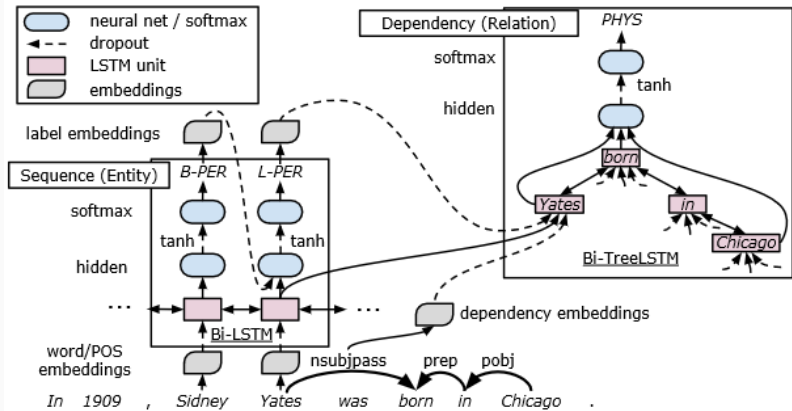 neural net / softmax
dropout
LSTM unit
embeddings
Dependency (Relation)
PHYS
softmax
tanh
hidden
born
Yates
in
Chicago
Bi-TreeLSTM
label embeddings
Sequence (Entity)
B-PER
L-PER
softmax
tanh
tanh
hidden
...
...
Bi-LSTM
dependency embeddings
word/POS
embeddings
nsubjpass
prep
pobj
In 1909 , Sidney Yates was born in Chicago .